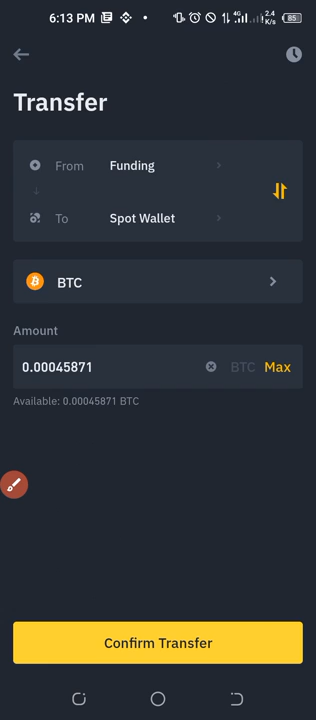 6:13 PM
4G
2.4
K/s
85
Transfer
From Funding
To Spot Wallet
BTC
Amount
0.00045871 BTC Max
Available: 0.00045871 BTC
Confirm Transfer